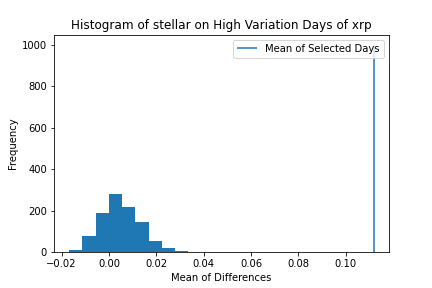 Histogram of stellar on High Variation Days of xrp
Mean of Selected Days
Frequency
1000
800
600
400
200
0
−0.02 0.00 0.02 0.04 0.06 0.08 0.10
Mean of Differences